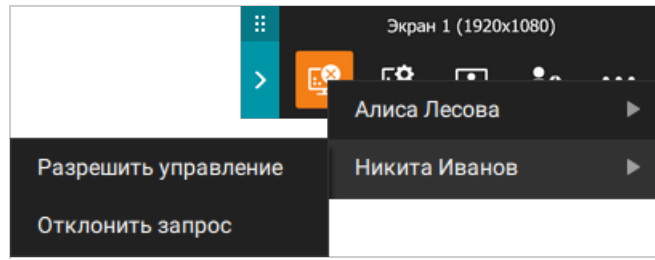 Экран 1 (1920x1080)
Алиса Лесова
Разрешить управление
Никита Иванов
Отклонить запрос